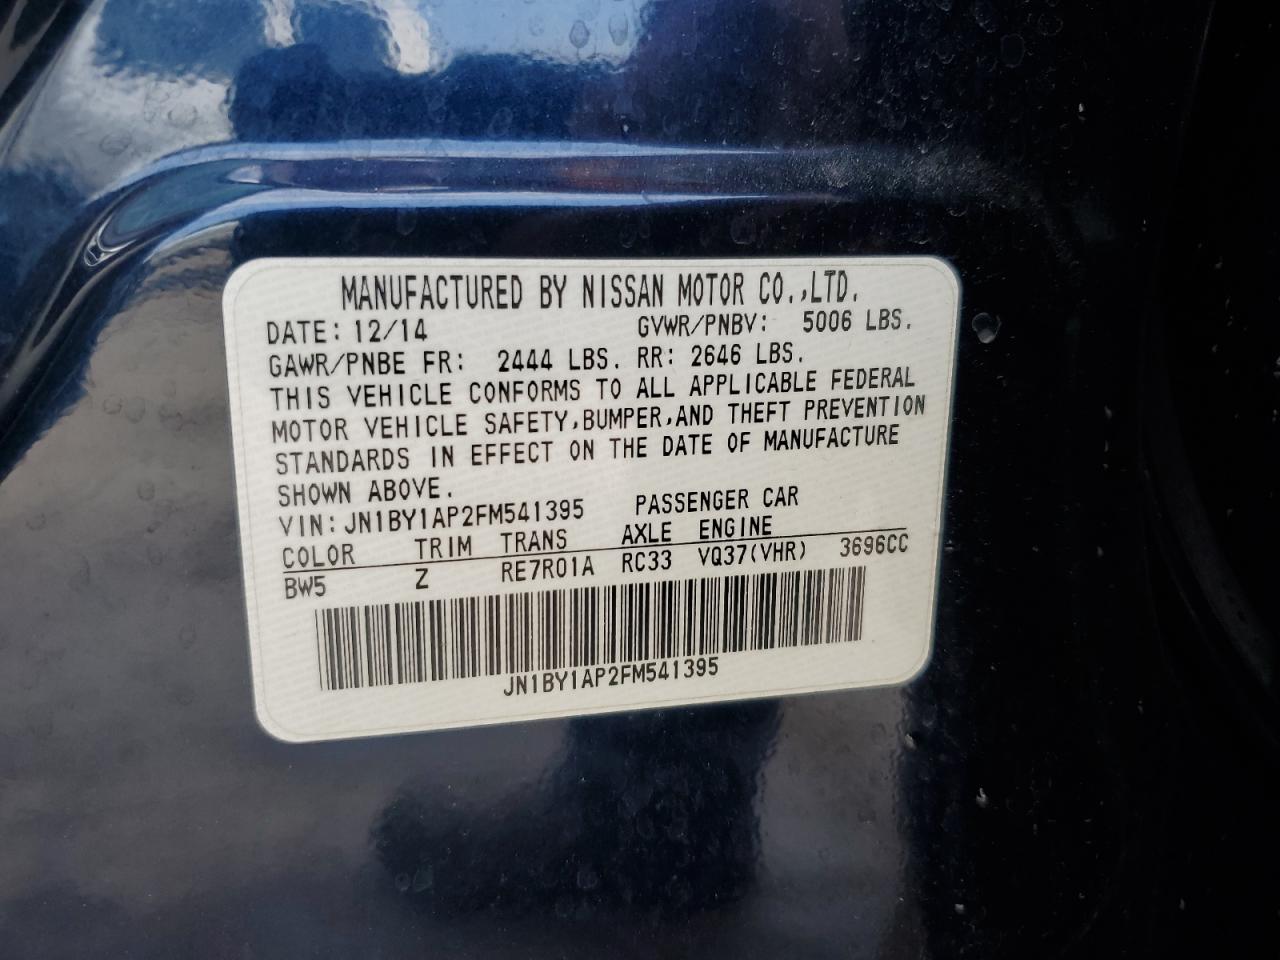 MANUFACTURED BY NISSAN MOTOR CO.,LTD.
DATE: 12/14 GVWR/PNBV: 5006 LBS.
GAWR/PNBE FR: 2444 LBS. RR: 2646 LBS.
THIS VEHICLE CONFORMS TO ALL APPLICABLE FEDERAL
MOTOR VEHICLE SAFETY,BUMPER,AND THEFT PREVENTION
STANDARDS IN EFFECT ON THE DATE OF MANUFACTURE
SHOWN ABOVE.
VIN: JN1BY1AP2FM541395 PASSENGER CAR
COLOR TRIM TRANS AXLE ENGINE
BW5 Z RE7R01A RC33 VQ37(VHR) 3696CC
JN1BY1AP2FM541395